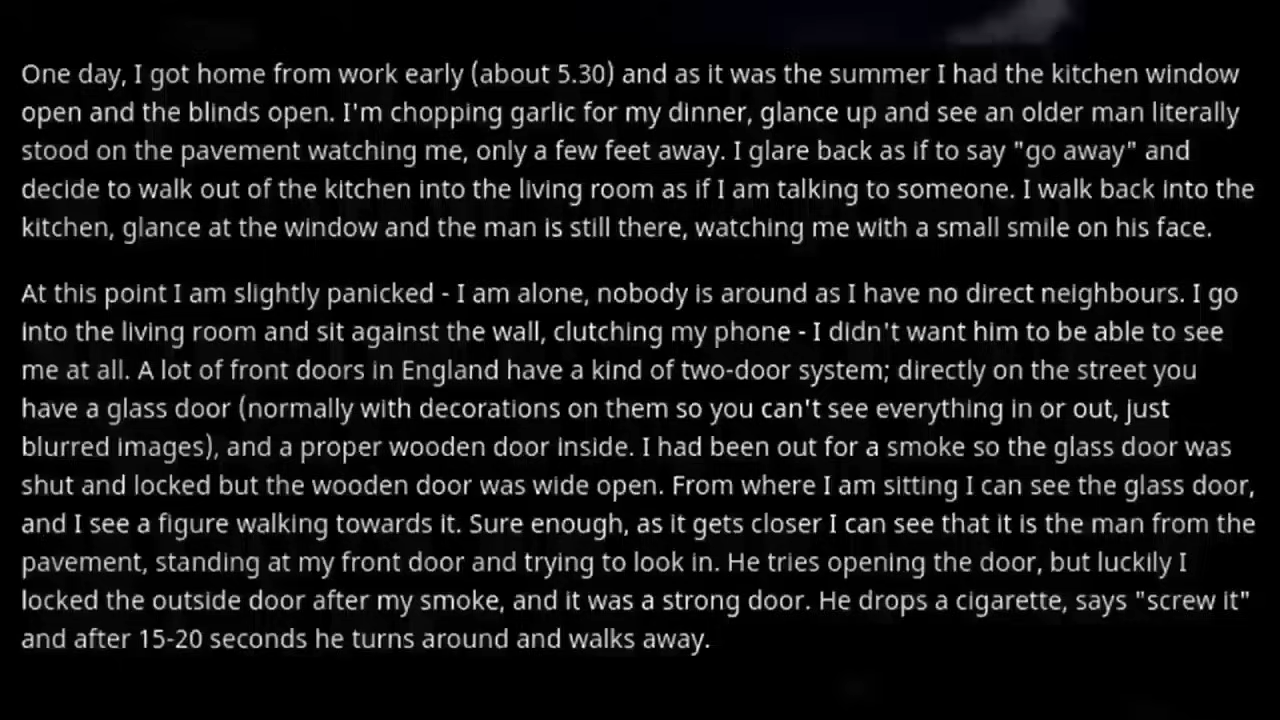 One day, I got home from work early (about 5.30) and as it was the summer I had the kitchen window
open and the blinds open. I'm chopping garlic for my dinner, glance up and see an older man literally
stood on the pavement watching me, only a few feet away. I glare back as if to say "go away" and
decide to walk out of the kitchen into the living room as if I am talking to someone. I walk back into the
kitchen, glance at the window and the man is still there, watching me with a small smile on his face.
At this point I am slightly panicked - I am alone, nobody is around as I have no direct neighbours. I go
into the living room and sit against the wall, clutching my phone - I didn't want him to be able to see
me at all. A lot of front doors in England have a kind of two-door system; directly on the street you
have a glass door (normally with decorations on them so you can't see everything in or out, just
blurred images), and a proper wooden door inside. I had been out for a smoke so the glass door was
shut and locked but the wooden door was wide open. From where I am sitting I can see the glass door,
and I see a figure walking towards it. Sure enough, as it gets closer I can see that it is the man from the
pavement, standing at my front door and trying to look in. He tries opening the door, but luckily I
locked the outside door after my smoke, and it was a strong door. He drops a cigarette, says "screw it"
and after 15-20 seconds he turns around and walks away.